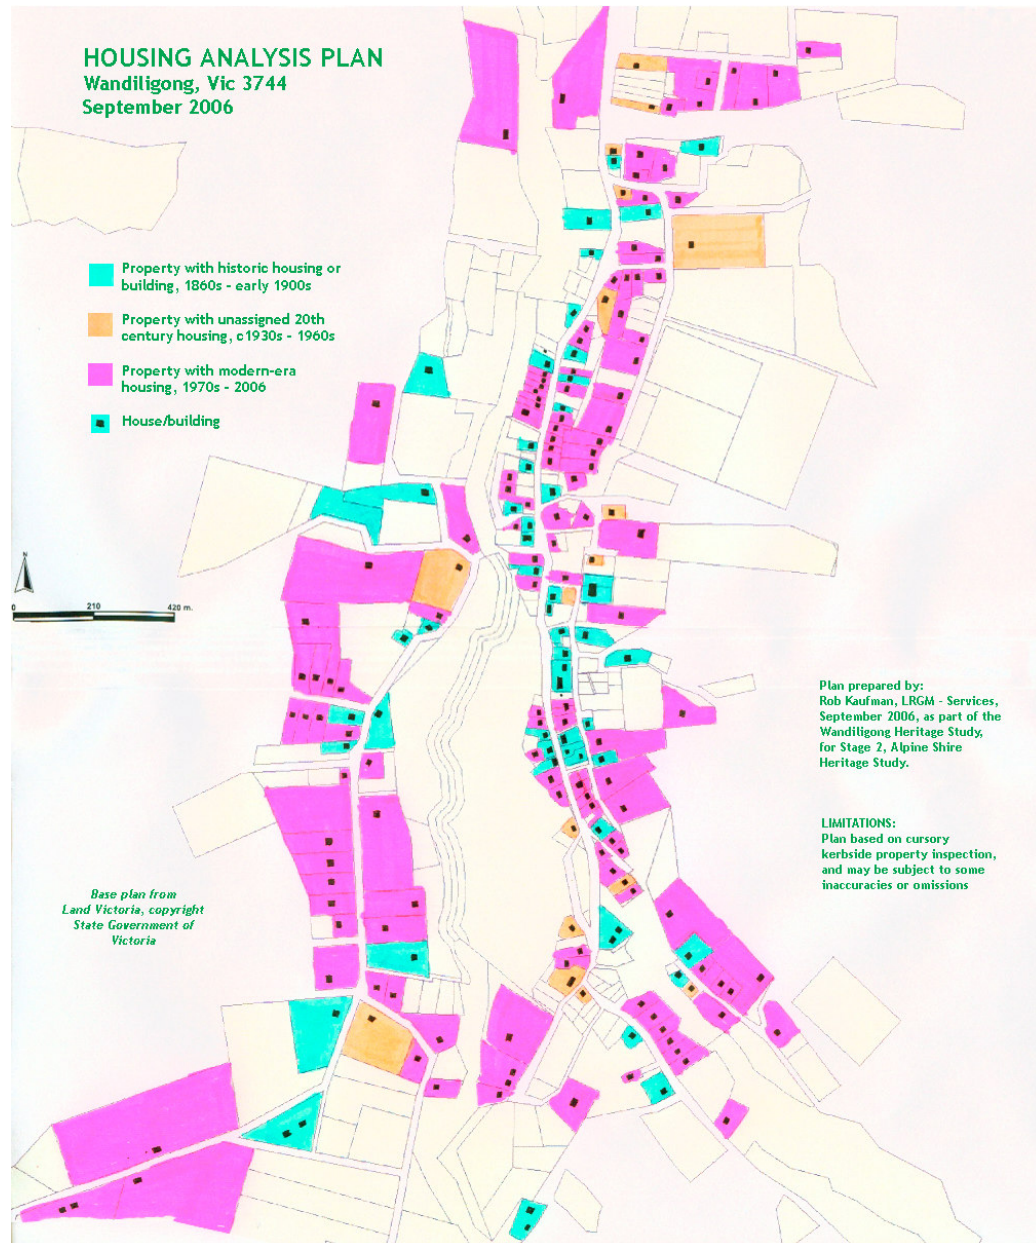 HOUSING ANALYSIS PLAN
Wandiligong, Vic 3744
September 2006
Property with historic housing or
building, 1860s - early 1900s
Property with unassigned 20th
century housing, c1930s - 1960s
Property with modern-era
housing, 1970s - 2006
House/building
N
0 210 420 m.
Plan prepared by:
Rob Kaufman, LRGM - Services,
September 2006, as part of the
Wandiligong Heritage Study,
for Stage 2, Alpine Shire
Heritage Study.
LIMITATIONS:
Plan based on cursory
kerbside property inspection,
and may be subject to some
inaccuracies or omissions
Base plan from
Land Victoria, copyright
State Government of
Victoria